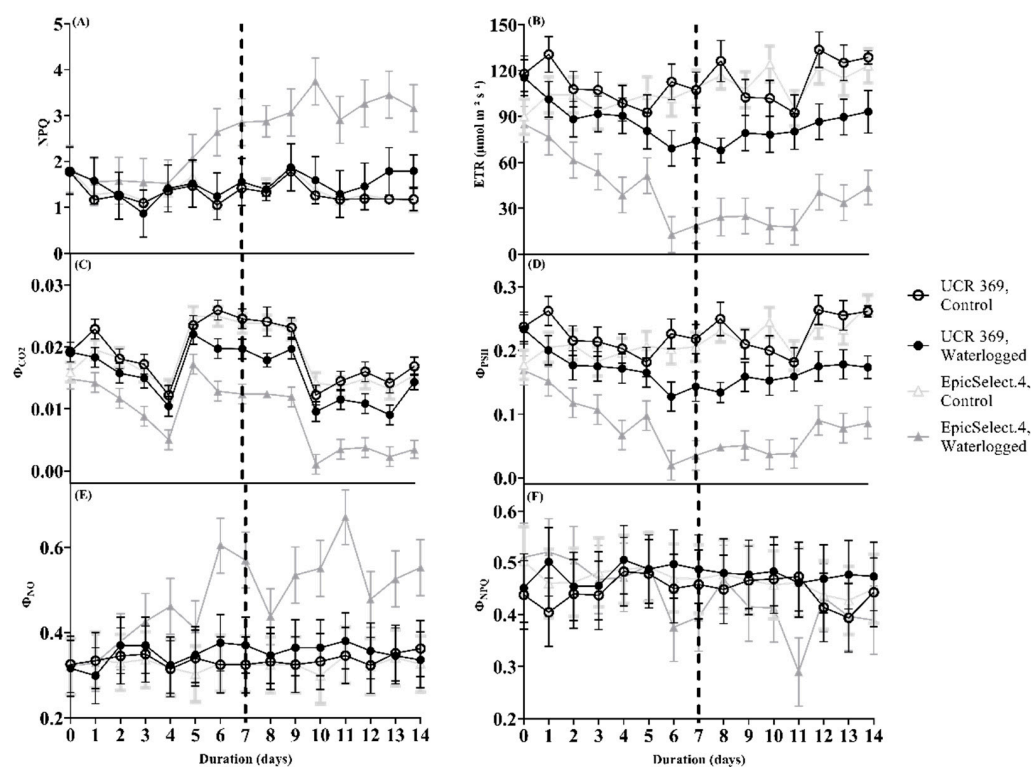 (A)
5
4
3
2
1
0
NPQ
(B)
150
120
90
60
30
0
ETR (µmol m⁻² s⁻¹)
(C)
0.03
0.02
0.01
0.00
ΦCO2
(D)
0.3
0.2
0.1
0.0
ΦPSII
UCR 369,
Control
UCR 369,
Waterlogged
EpicSelect.4,
Control
EpicSelect.4,
Waterlogged
(E)
0.6
0.4
0.2
ΦNO
0 1 2 3 4 5 6 7 8 9 10 11 12 13 14
Duration (days)
(F)
0.6
0.5
0.4
0.3
0.2
ΦNPQ
0 1 2 3 4 5 6 7 8 9 10 11 12 13 14
Duration (days)